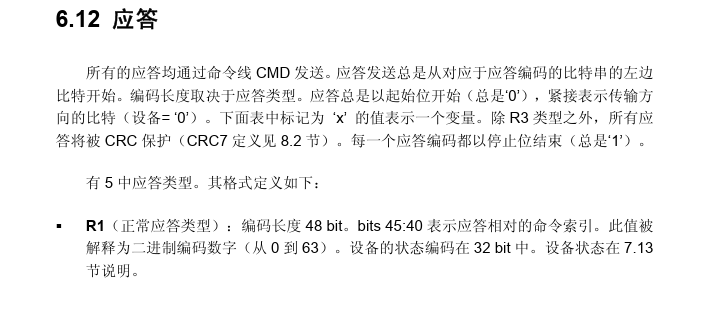 6.12 应答
所有的应答均通过命令线 CMD 发送。应答发送总是从对应于应答编码的比特串的左边
比特开始。编码长度取决于应答类型。应答总是以起始位开始（总是‘0’），紧接表示传输方
向的比特（设备= ‘0’）。下面表中标记为 ‘x’ 的值表示一个变量。除 R3 类型之外，所有应
答将被 CRC 保护（CRC7 定义见 8.2 节）。每一个应答编码都以停止位结束（总是‘1’）。
有 5 中应答类型。其格式定义如下：
▪ R1（正常应答类型）：编码长度 48 bit。bits 45:40 表示应答相对的命令索引。此值被
解释为二进制编码数字（从 0 到 63）。设备的状态编码在 32 bit 中。设备状态在 7.13
节说明。